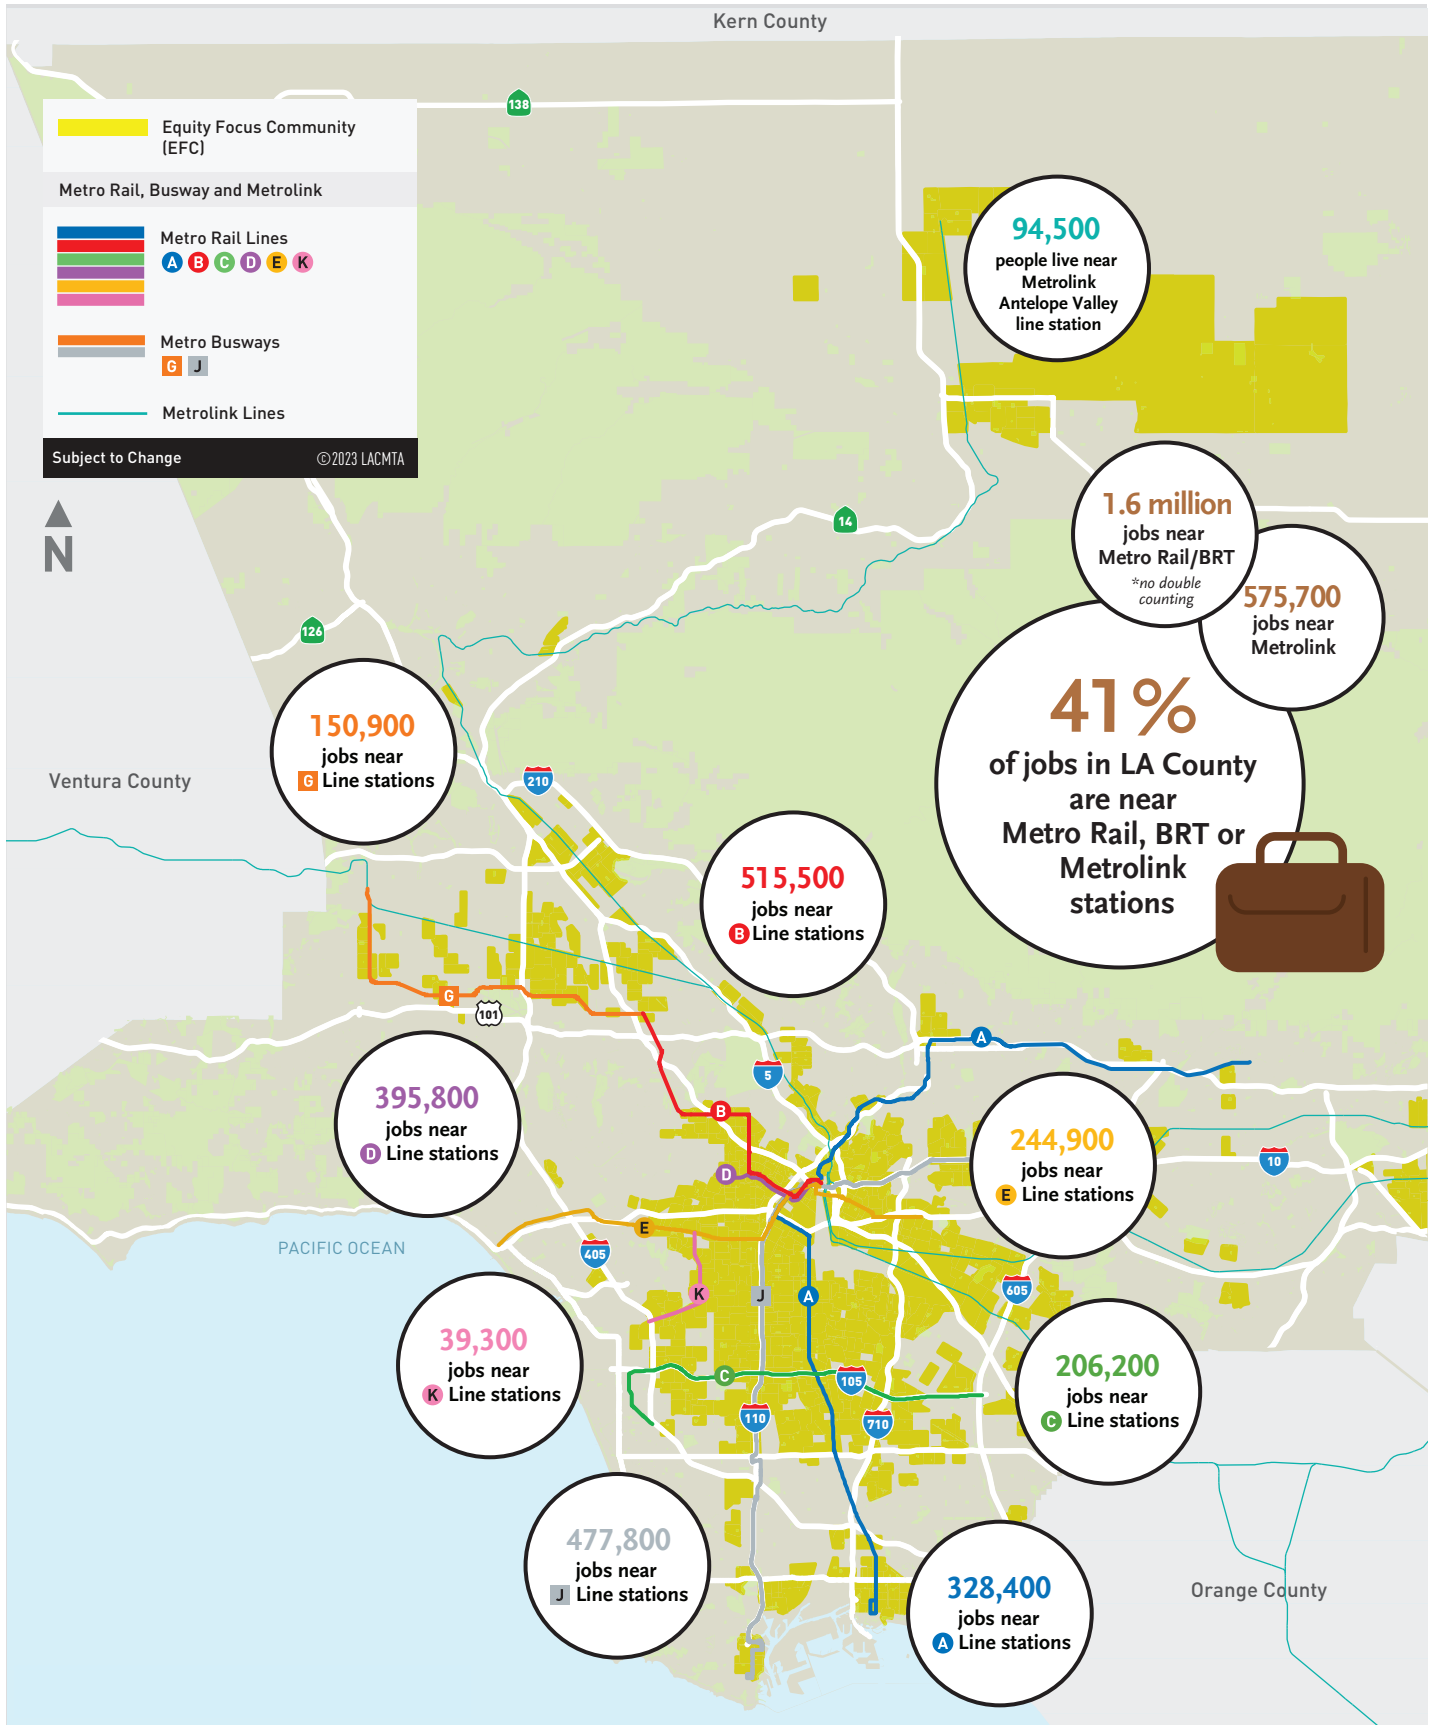 Kern County
138
Equity Focus Community
(EFC)
Metro Rail, Busway and Metrolink
Metro Rail Lines
A B C D E K
Metro Busways
G J
Metrolink Lines
Subject to Change ©2023 LACMTA
N
94,500
people live near
Metrolink
Antelope Valley
line station
14
1.6 million
jobs near
Metro Rail/BRT
*no double
counting
575,700
jobs near
Metrolink
126
41%
of jobs in LA County
are near
Metro Rail, BRT or
Metrolink
stations
150,900
jobs near
G Line stations
Ventura County
210
515,500
jobs near
B Line stations
G
101
A
5
395,800
jobs near
D Line stations
B
D
244,900
jobs near
E Line stations
10
E
PACIFIC OCEAN
405
K
J
A
605
39,300
jobs near
K Line stations
C
105
206,200
jobs near
C Line stations
110
710
477,800
jobs near
J Line stations
328,400
jobs near
A Line stations
Orange County